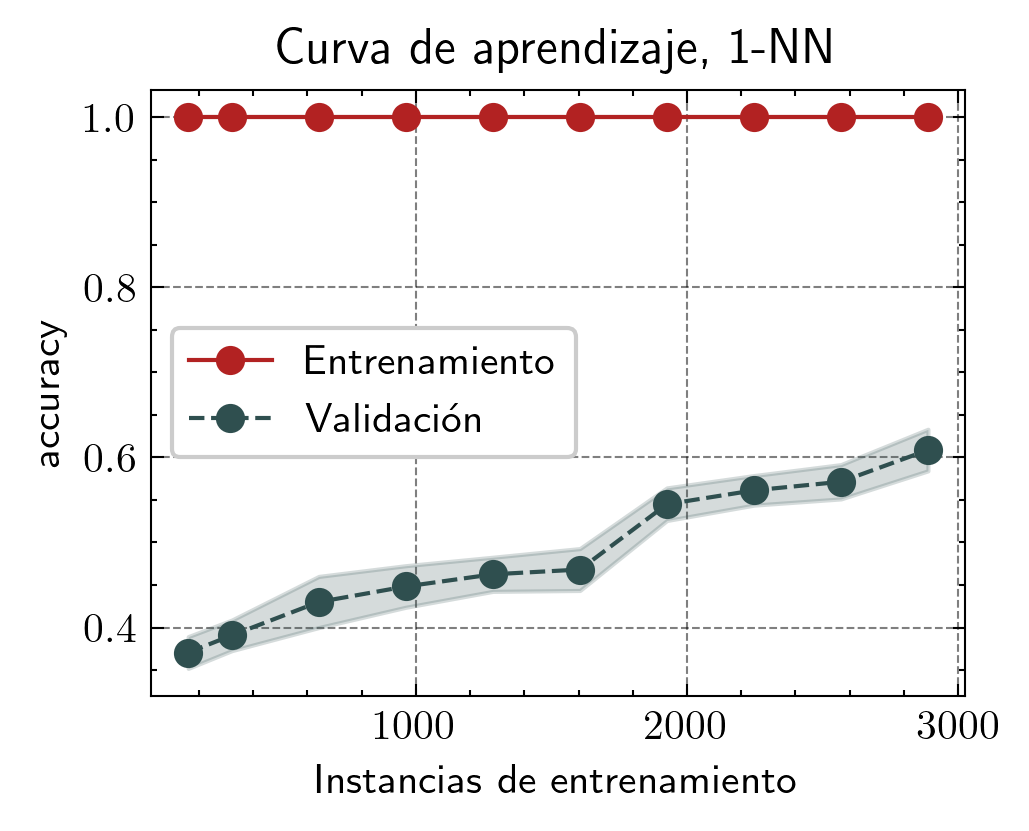 Curva de aprendizaje, 1-NN
1.0
0.8
0.6
0.4
accuracy
Entrenamiento
Validación
1000
2000
3000
Instancias de entrenamiento